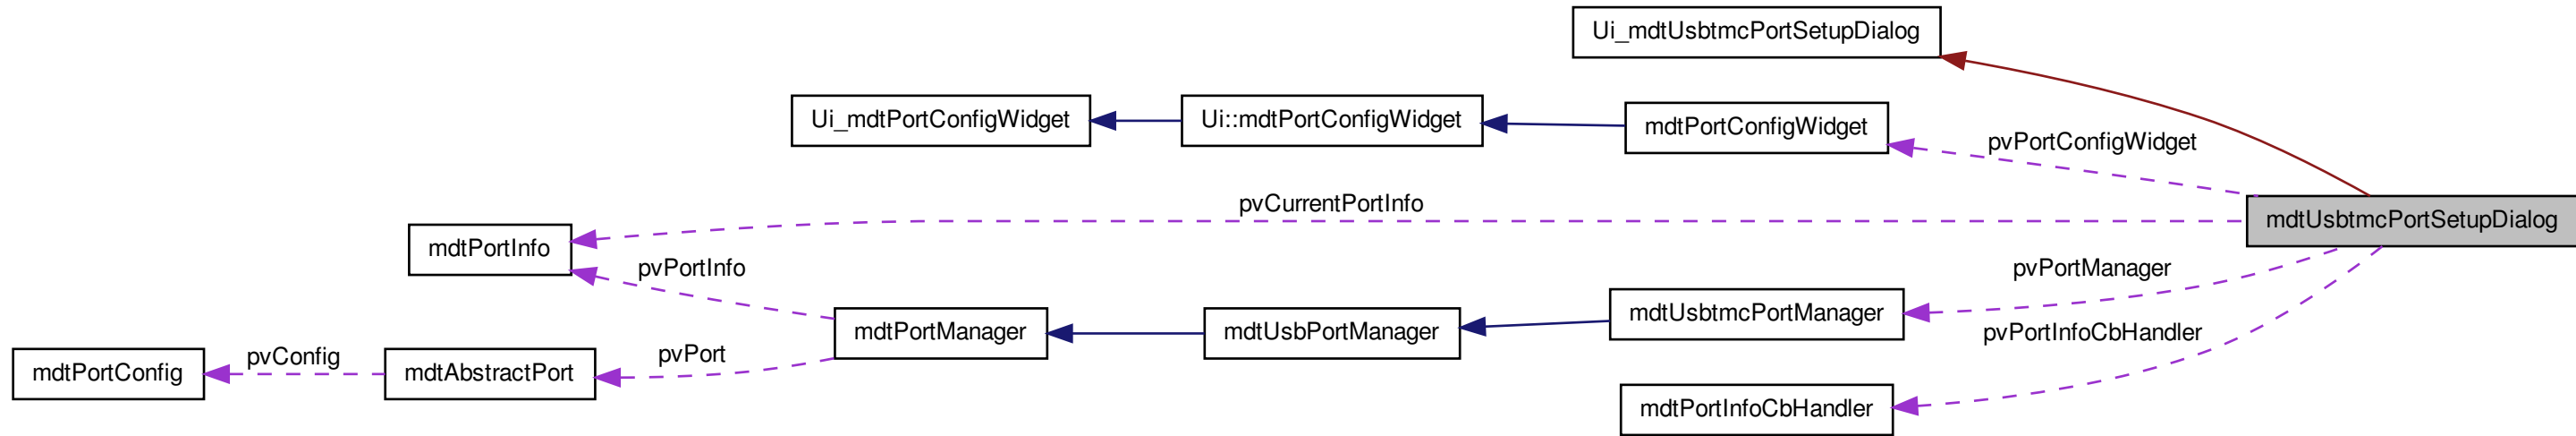 Ui_mdtUsbtmcPortSetupDialog
Ui_mdtPortConfigWidget
Ui::mdtPortConfigWidget
mdtPortConfigWidget
pvPortConfigWidget
pvCurrentPortInfo
mdtUsbtmcPortSetupDialog
mdtPortInfo
pvPortInfo
pvPortManager
mdtPortManager
mdtUsbPortManager
mdtUsbtmcPortManager
pvPortInfoCbHandler
mdtPortConfig
pvConfig
mdtAbstractPort
pvPort
mdtPortInfoCbHandler